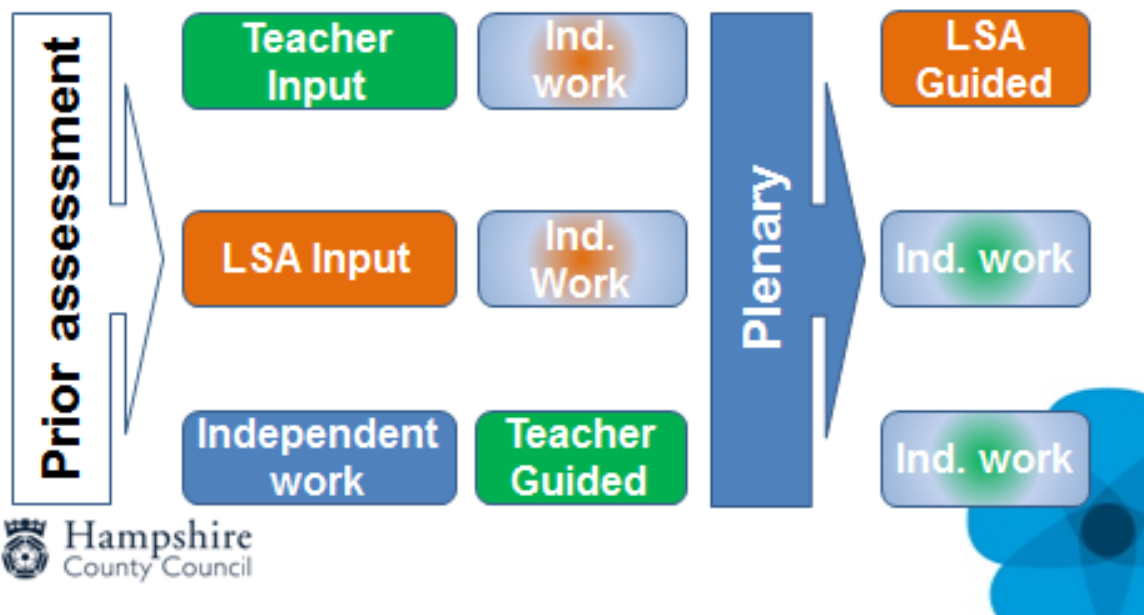 Prior assessment
Teacher
Input
Ind.
work
LSA Input
Ind.
Work
Independent
work
Teacher
Guided
Plenary
LSA
Guided
Ind. work
Ind. work
Hampshire
County Council